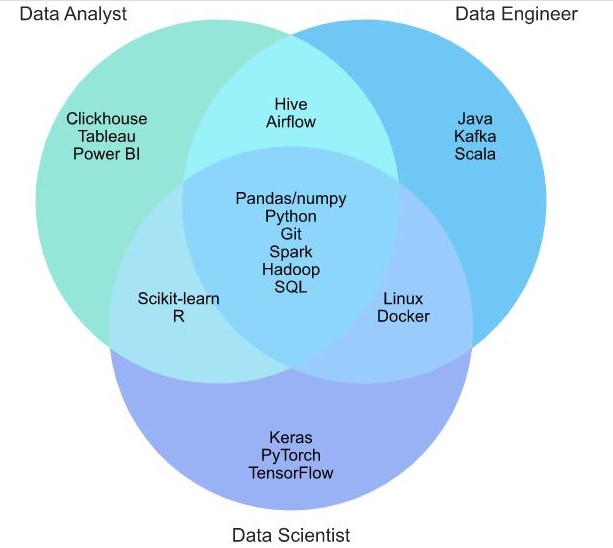 Data Analyst
Data Engineer
Clickhouse
Tableau
Power BI
Hive
Airflow
Java
Kafka
Scala
Pandas/numpy
Python
Git
Spark
Hadoop
SQL
Scikit-learn
R
Linux
Docker
Keras
PyTorch
TensorFlow
Data Scientist